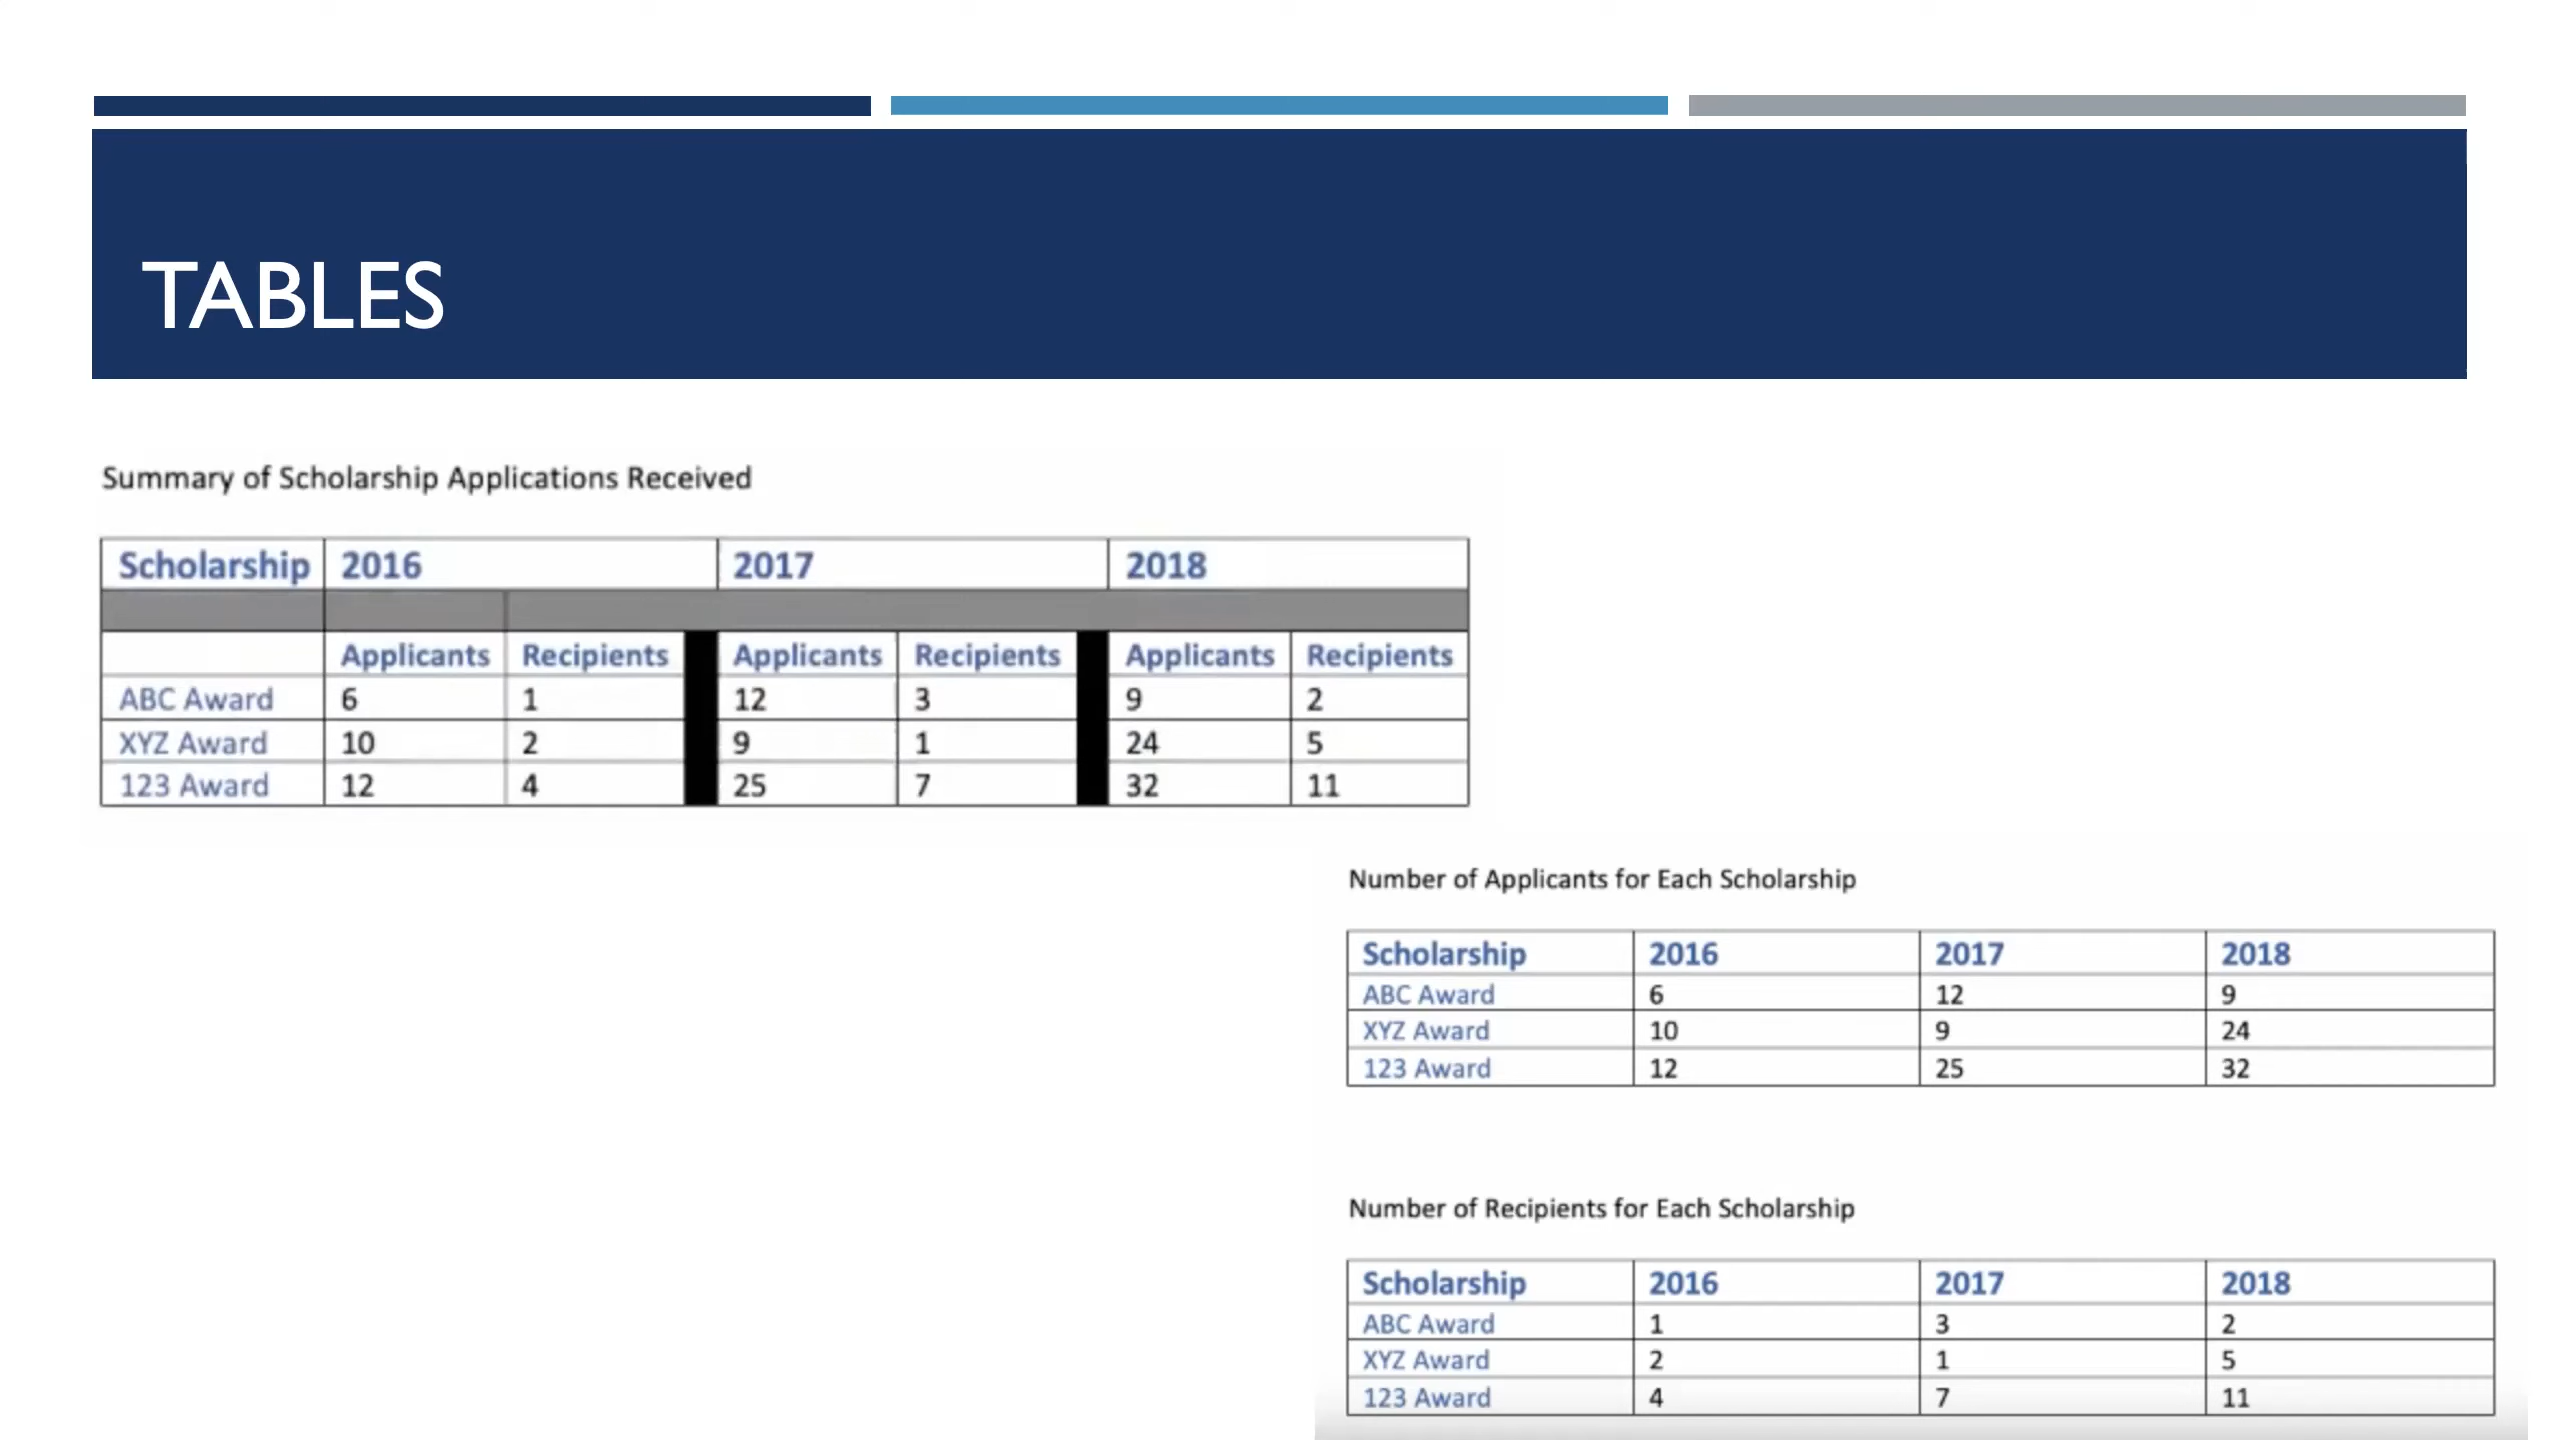 TABLES
Summary of Scholarship Applications Received
Scholarship 2016 2017 2018
Applicants Recipients Applicants Recipients Applicants Recipients
ABC Award 6 1 12 3 9 2
XYZ Award 10 2 9 1 24 5
123 Award 12 4 25 7 32 11
Number of Applicants for Each Scholarship
Scholarship 2016 2017 2018
ABC Award 6 12 9
XYZ Award 10 9 24
123 Award 12 25 32
Number of Recipients for Each Scholarship
Scholarship 2016 2017 2018
ABC Award 1 3 2
XYZ Award 2 1 5
123 Award 4 7 11